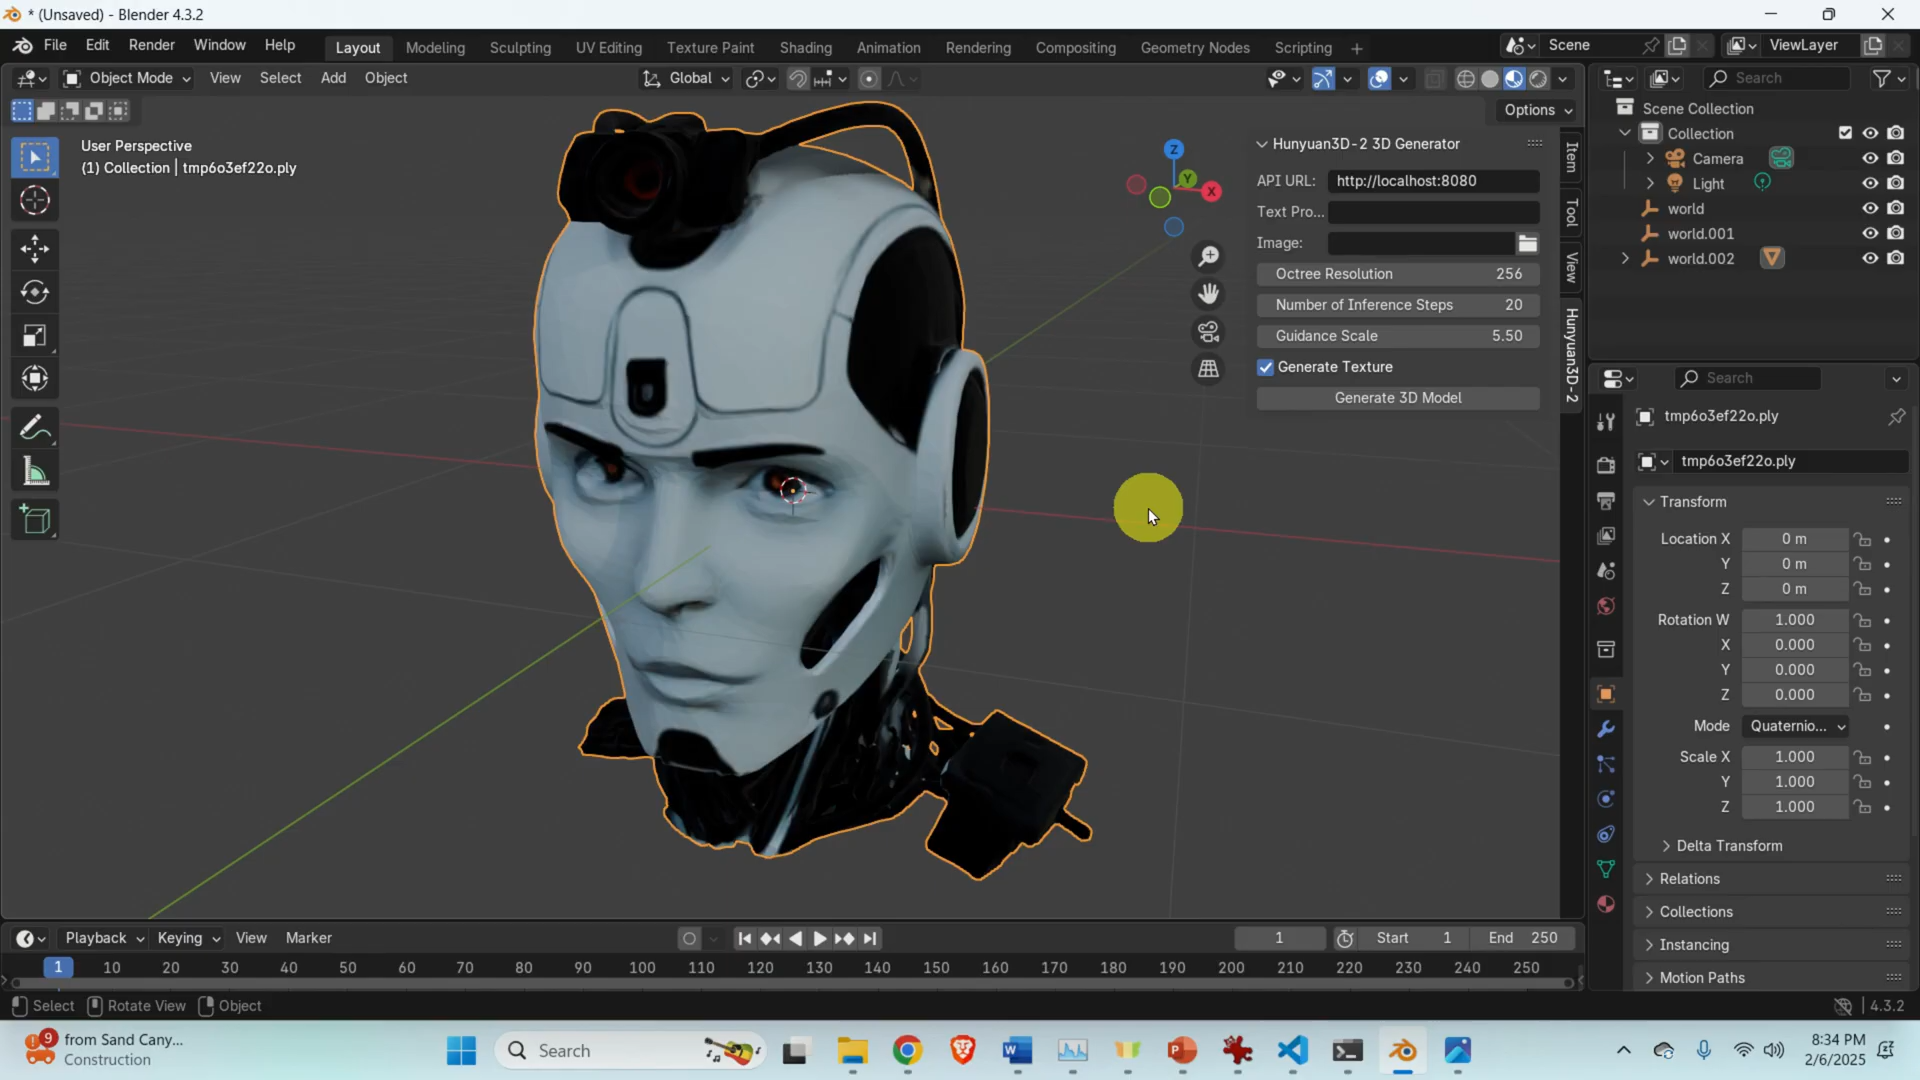 * (Unsaved) - Blender 4.3.2
File Edit Render Window Help Layout Modeling Sculpting UV Editing Texture Paint Shading Animation Rendering Compositing Geometry Nodes Scripting + Scene ViewLayer
Object Mode View Select Add Object Global Search
Options
User Perspective
(1) Collection | tmp6o3ef22o.ply
Z
Y
X
Hunyuan3D-2 3D Generator
API URL: http://localhost:8080
Text Pro...
Image:
Octree Resolution 256
Number of Inference Steps 20
Guidance Scale 5.50
Generate Texture
Generate 3D Model
Item
Tool
View
Hunyuan3D-2
Scene Collection
Collection
Camera
Light
world
world.001
world.002
Search
tmp6o3ef22o.ply
tmp6o3ef22o.ply
Transform
Location X 0 m
Y 0 m
Z 0 m
Rotation W 1.000
X 0.000
Y 0.000
Z 0.000
Mode Quaternio...
Scale X 1.000
Y 1.000
Z 1.000
Delta Transform
Relations
Collections
Instancing
Motion Paths
Playback Keying View Marker 1 Start 1 End 250
1 10 20 30 40 50 60 70 80 90 100 110 120 130 140 150 160 170 180 190 200 210 220 230 240 250
Select Rotate View Object 4.3.2
9
from Sand Cany...
Construction
Search
8:34 PM
2/6/2025